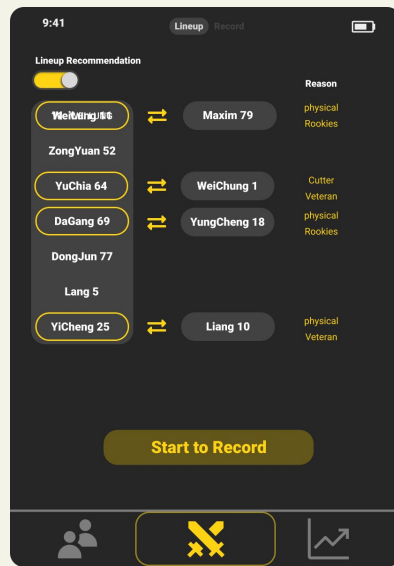 9:41
Lineup Record
Lineup Recommendation
Reason
Maxim 79
physical
Rookies
ZongYuan 52
YuChia 64
WeiChung 1
Cutter
Veteran
DaGang 69
YungCheng 18
physical
Rookies
DongJun 77
Lang 5
YiCheng 25
Liang 10
physical
Veteran
Start to Record